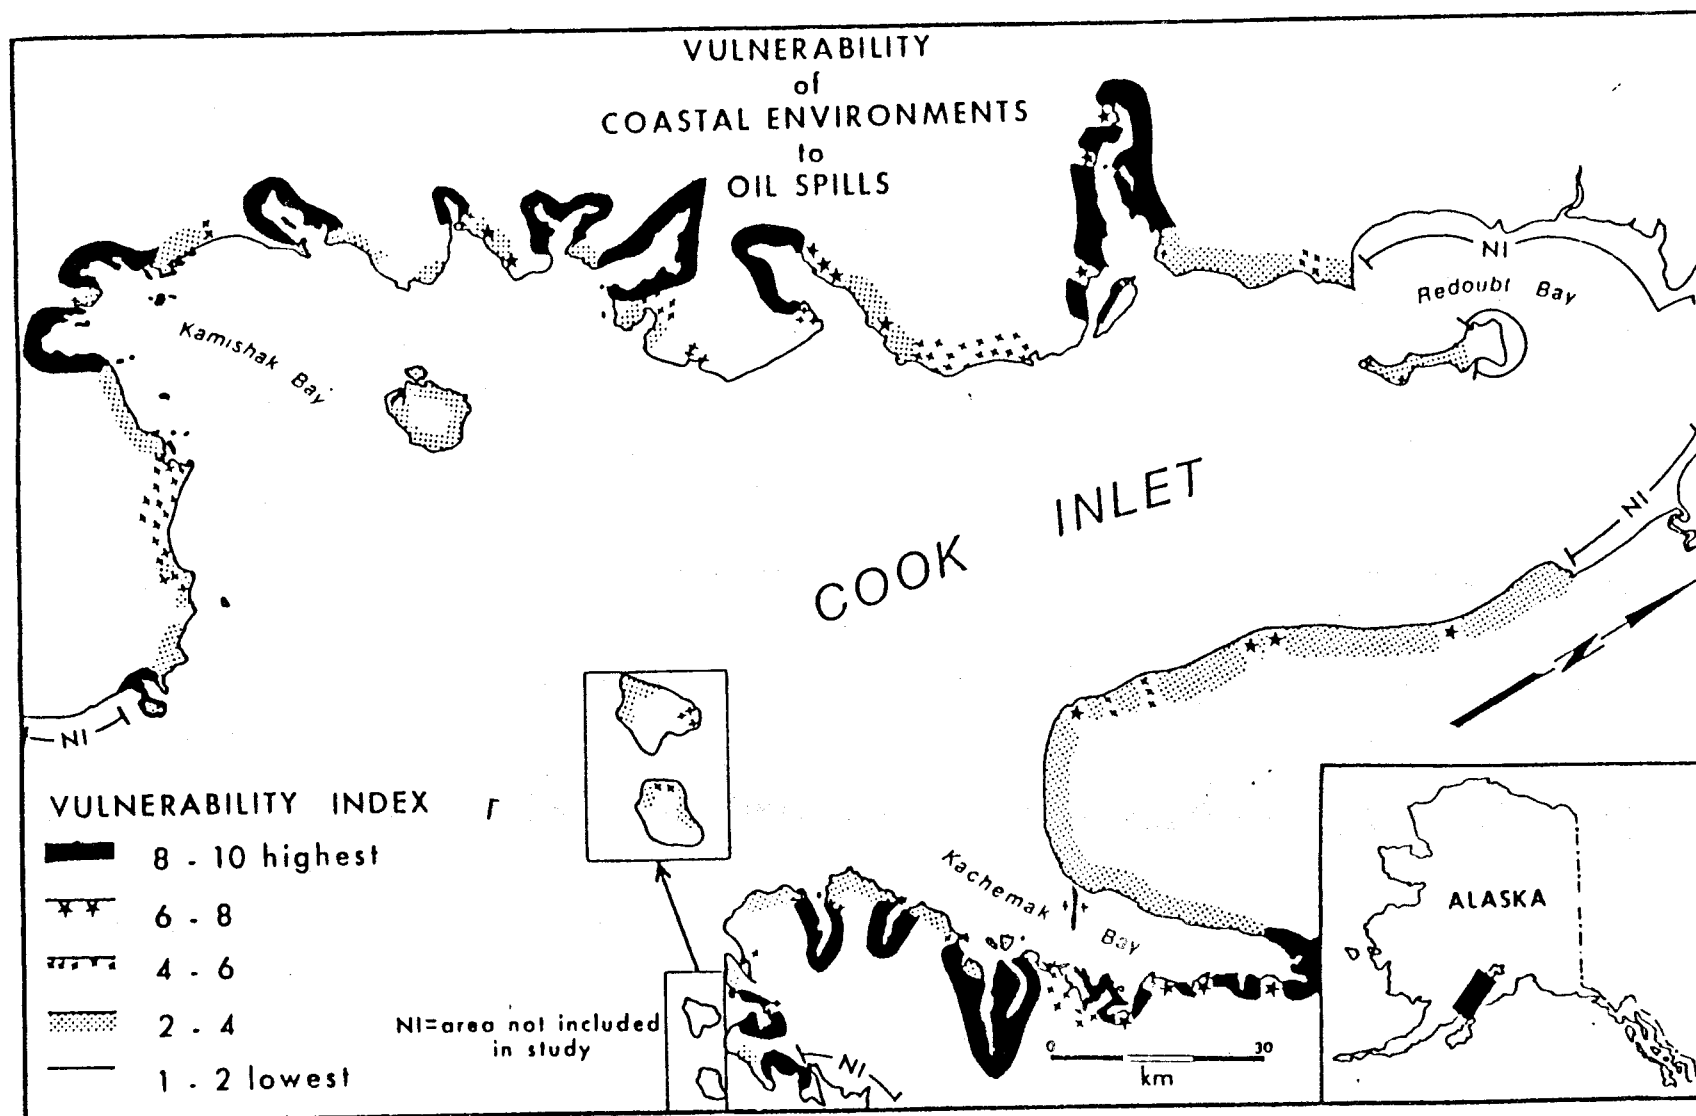 VULNERABILITY
of
COASTAL ENVIRONMENTS
to
OIL SPILLS
NI
Redoubt Bay
Kamishak Bay
COOK INLET
NI
NI
VULNERABILITY INDEX
8 - 10 highest
6 - 8
4 - 6
2 - 4
1 - 2 lowest
NI=area not included
in study
Kachemak
Bay
NI
0 30
km
ALASKA